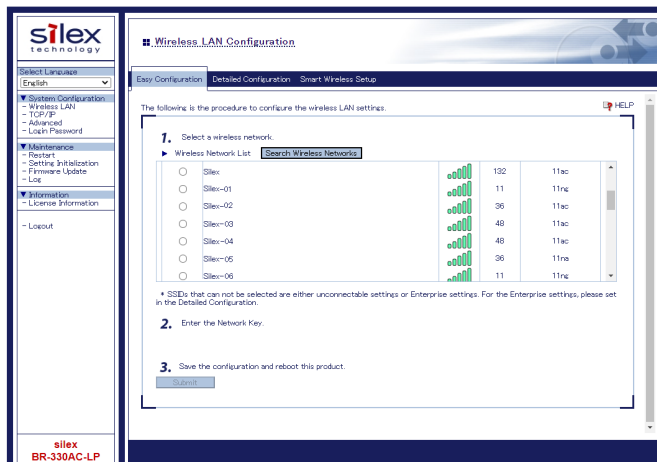 silex
technology
Select Language
English
▼ System Configuration
- Wireless LAN
- TCP/IP
- Advanced
- Login Password
▼ Maintenance
- Restart
- Setting Initialization
- Firmware Update
- Log
▼ Information
- License Information
- Logout
silex
BR-330AC-LP
Wireless LAN Configuration
Easy Configuration Detailed Configuration Smart Wireless Setup
The following is the procedure to configure the wireless LAN settings.
HELP
1. Select a wireless network.
Wireless Network List Search Wireless Networks
Silex 132 11ac
Silex-01 11 11ng
Silex-02 36 11ac
Silex-03 48 11ac
Silex-04 48 11ac
Silex-05 36 11na
Silex-06 11 11ng
* SSIDs that can not be selected are either unconnectable settings or Enterprise settings. For the Enterprise settings, please set
in the Detailed Configuration.
2. Enter the Network Key.
3. Save the configuration and reboot this product.
Submit